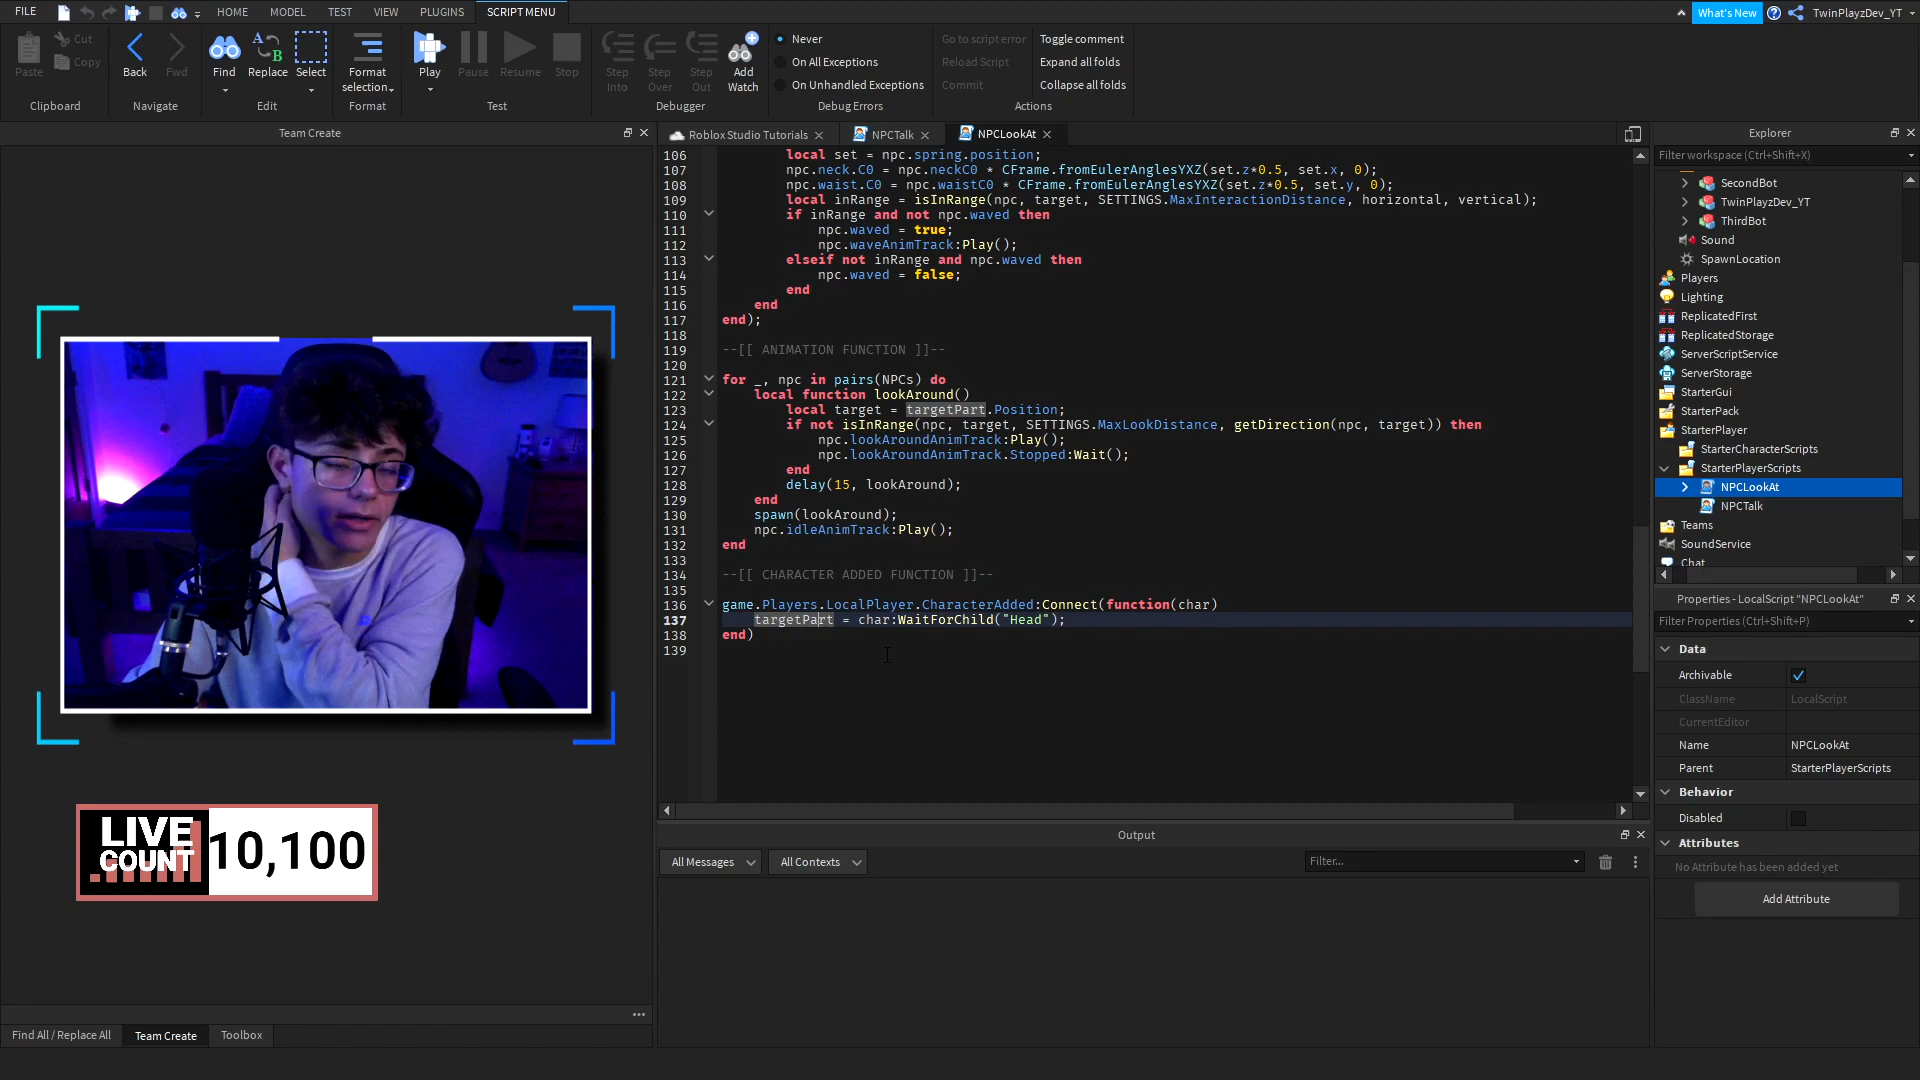 FILE HOME MODEL TEST VIEW PLUGINS SCRIPT MENU What's New TwinPlayzDev_YT
Paste Cut Copy Clipboard
Back Fwd Navigate
Find Replace Select Edit
Format selection Format
Play Pause Resume Stop Test
Step Into Step Over Step Out Add Watch Debugger
Never
On All Exceptions
On Unhandled Exceptions
Debug Errors
Go to script error Toggle comment
Reload Script Expand all folds
Commit Collapse all folds
Actions
Team Create
LIVE COUNT 10,100
Find All / Replace All Team Create Toolbox
Roblox Studio Tutorials NPCTalk NPCLookAt
106 local set = npc.spring.position;
107 npc.neck.C0 = npc.neckC0 * CFrame.fromEulerAnglesYXZ(set.z*0.5, set.x, 0);
108 npc.waist.C0 = npc.waistC0 * CFrame.fromEulerAnglesYXZ(set.z*0.5, set.y, 0);
109 local inRange = isInRange(npc, target, SETTINGS.MaxInteractionDistance, horizontal, vertical);
110 if inRange and not npc.waved then
111 npc.waved = true;
112 npc.waveAnimTrack:Play();
113 elseif not inRange and npc.waved then
114 npc.waved = false;
115 end
116 end
117 end);
118
119 --[[ ANIMATION FUNCTION ]]--
120
121 for _, npc in pairs(NPCs) do
122 local function lookAround()
123 local target = targetPart.Position;
124 if not isInRange(npc, target, SETTINGS.MaxLookDistance, getDirection(npc, target)) then
125 npc.lookAroundAnimTrack:Play();
126 npc.lookAroundAnimTrack.Stopped:Wait();
127 end
128 delay(15, lookAround);
129 end
130 spawn(lookAround);
131 npc.idleAnimTrack:Play();
132 end
133
134 --[[ CHARACTER ADDED FUNCTION ]]--
135
136 game.Players.LocalPlayer.CharacterAdded:Connect(function(char)
137 targetPart = char:WaitForChild("Head");
138 end)
139
Output
All Messages All Contexts Filter...
Explorer
Filter workspace (Ctrl+Shift+X)
SecondBot
TwinPlayzDev_YT
ThirdBot
Sound
SpawnLocation
Players
Lighting
ReplicatedFirst
ReplicatedStorage
ServerScriptService
ServerStorage
StarterGui
StarterPack
StarterPlayer
StarterCharacterScripts
StarterPlayerScripts
NPCLookAt
NPCTalk
Teams
SoundService
Chat
Properties - LocalScript "NPCLookAt"
Filter Properties (Ctrl+Shift+P)
Data
Archivable
ClassName LocalScript
CurrentEditor
Name NPCLookAt
Parent StarterPlayerScripts
Behavior
Disabled
Attributes
No Attribute has been added yet
Add Attribute